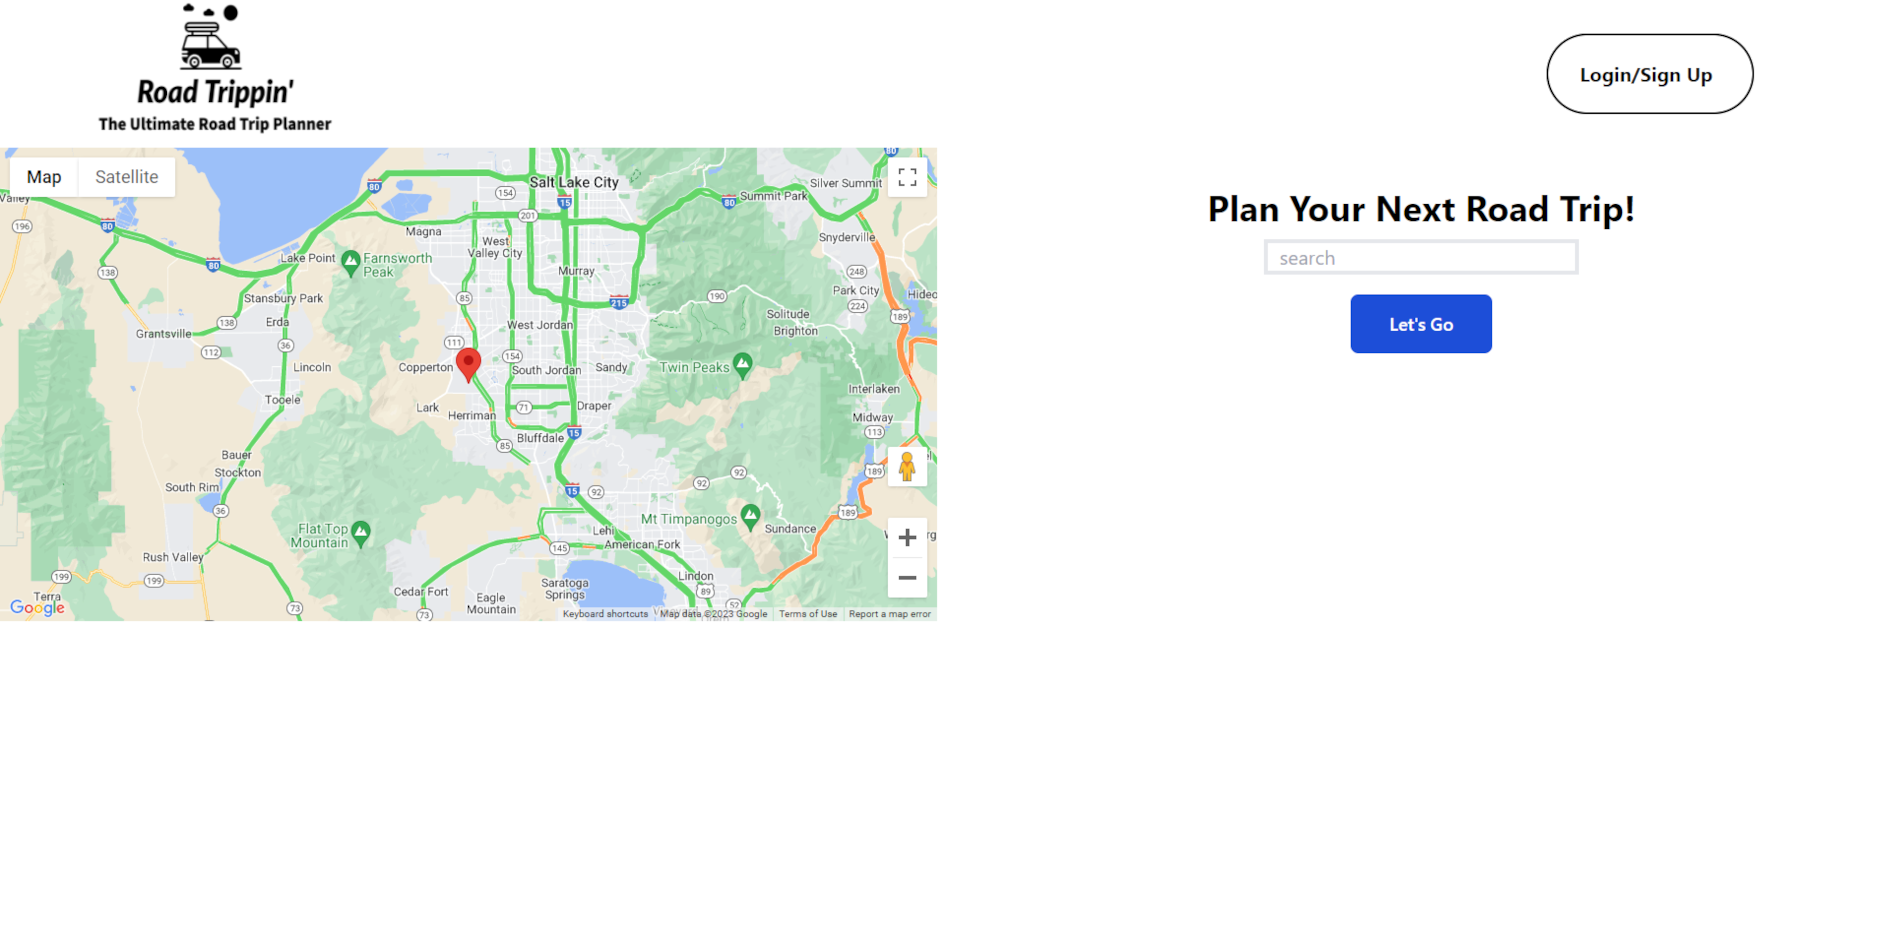 Road Trippin'
The Ultimate Road Trip Planner
Login/Sign Up
Map
Satellite
Plan Your Next Road Trip!
search
Let's Go
Salt Lake City
Silver Summit
Summit Park
80
80
80
80
80
154
15
201
196
Valley
Magna
West
Valley City
Snyderville
Lake Point
Farnsworth
Peak
138
Murray
248
Park City
224
Stansbury Park
85
215
190
Hideo
189
Solitude
Brighton
138
Erda
Grantsville
West Jordan
112
36
111
154
Lincoln
Copperton
South Jordan
Sandy
Twin Peaks
Interlaken
Tooele
Lark
Herriman
71
Draper
Midway
113
85
Bluffdale
15
Bauer
Stockton
South Rim
92
92
92
15
189
36
189
Flat Top
Mountain
Mt Timpanogos
Sundance
Lehi
145
American Fork
Rush Valley
199
199
Terra
Cedar Fort
Eagle
Mountain
Saratoga
Springs
Lindon
89
52
73
73
Google
Keyboard shortcuts
Map data ©2023 Google
Terms of Use
Report a map error